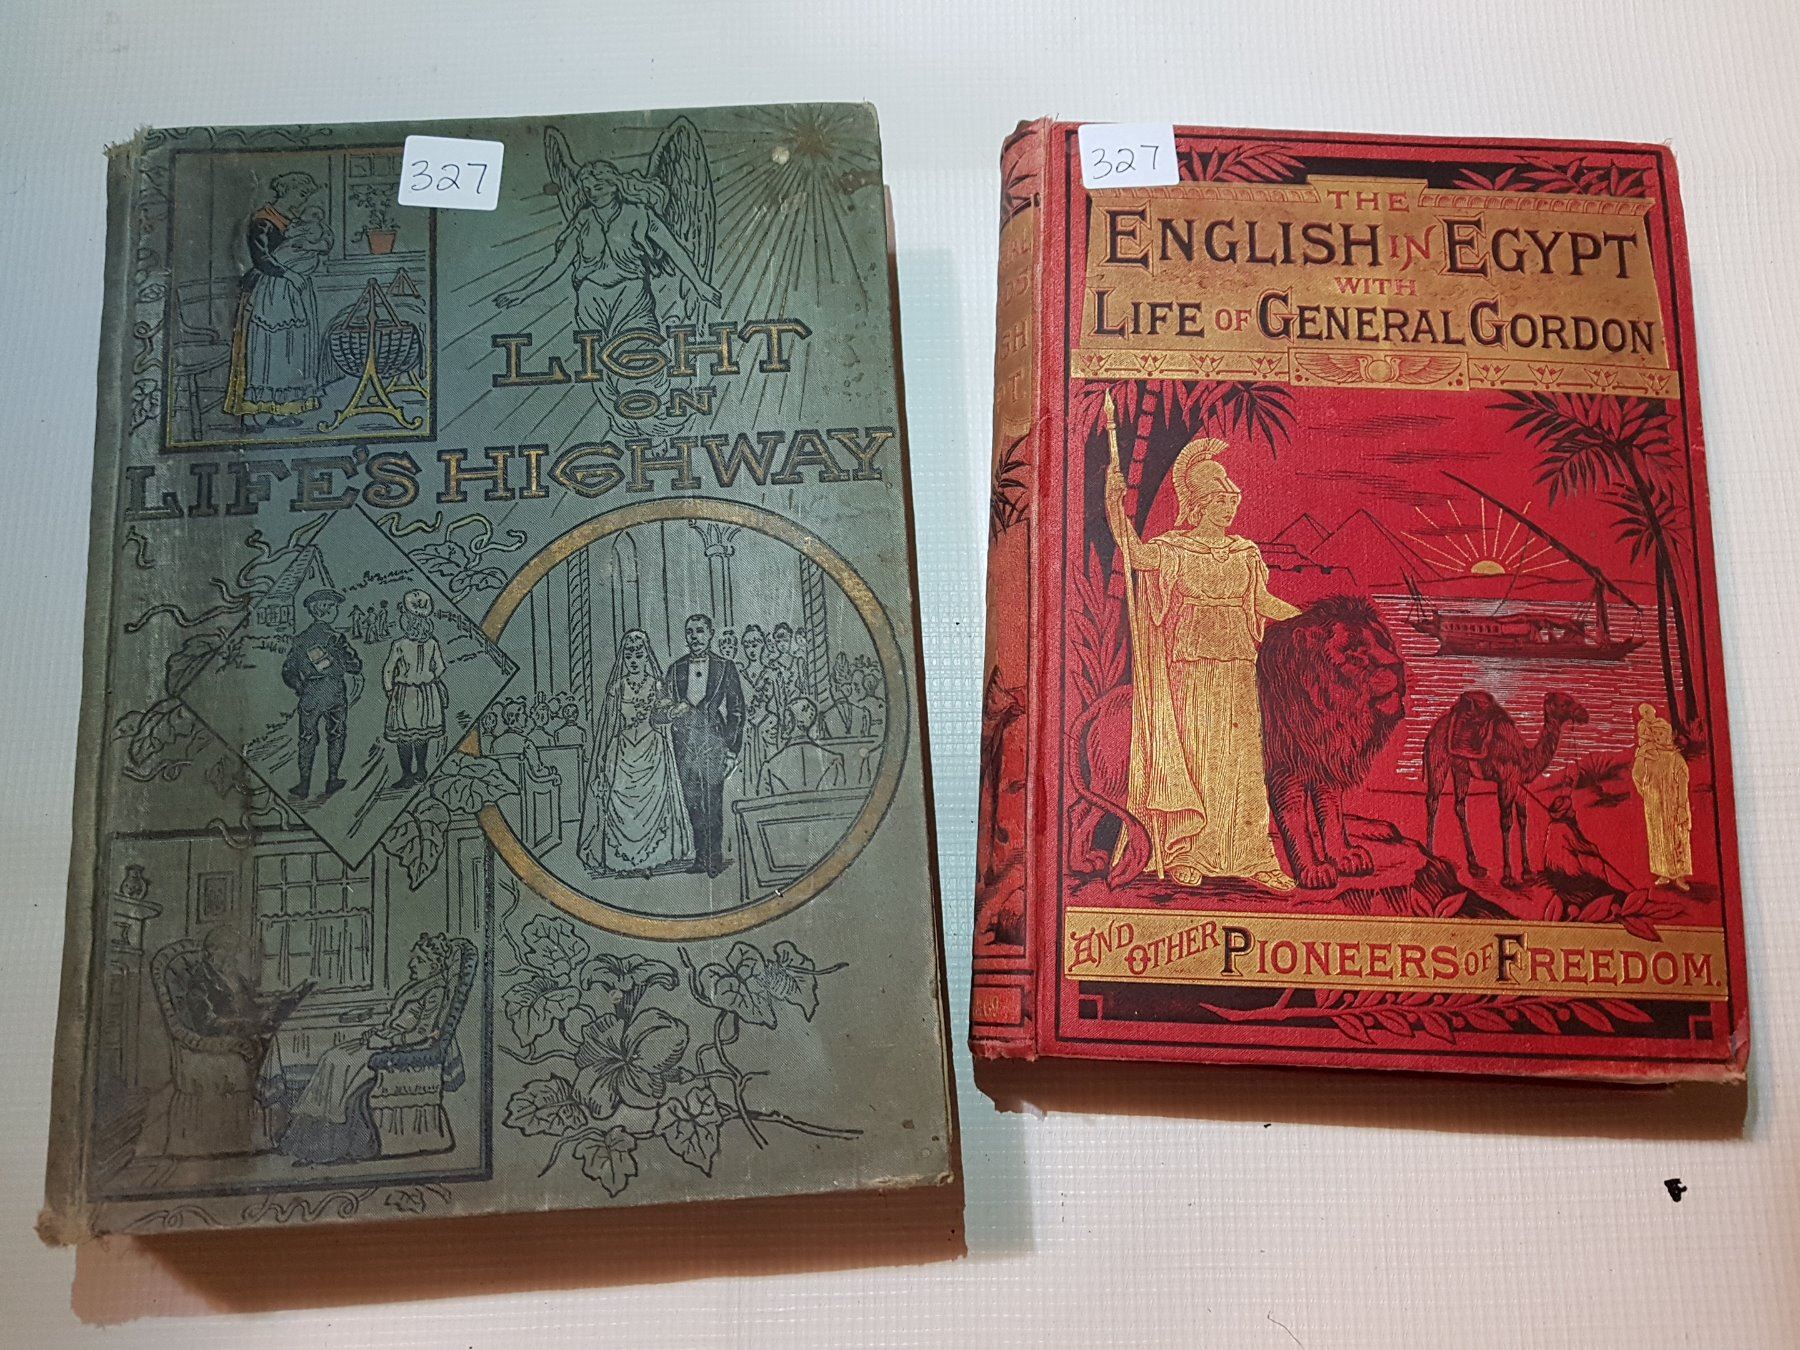 327
LIGHT
ON
LIFE'S HIGHWAY
327
THE
ENGLISH IN EGYPT
WITH
LIFE OF GENERAL GORDON
AND OTHER PIONEERS OF FREEDOM.